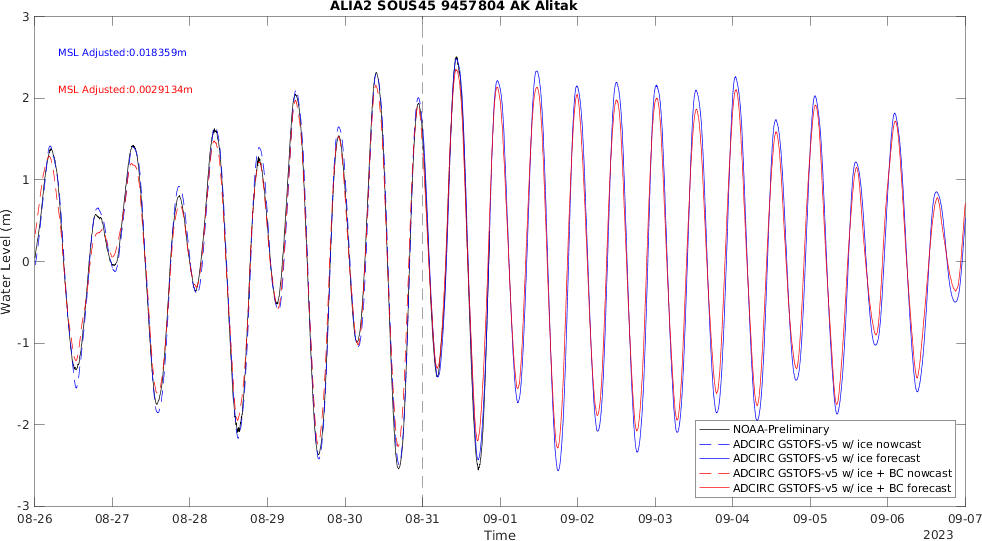 ALIA2 SOUS45 9457804 AK Alitak
MSL Adjusted:0.018359m
MSL Adjusted:0.0029134m
Water Level (m)
3
2
1
0
-1
-2
-3
NOAA-Preliminary
ADCIRC GSTOFS-v5 w/ ice nowcast
ADCIRC GSTOFS-v5 w/ ice forecast
ADCIRC GSTOFS-v5 w/ ice + BC nowcast
ADCIRC GSTOFS-v5 w/ ice + BC forecast
08-26 08-27 08-28 08-29 08-30 08-31 09-01 09-02 09-03 09-04 09-05 09-06 09-07
Time
2023